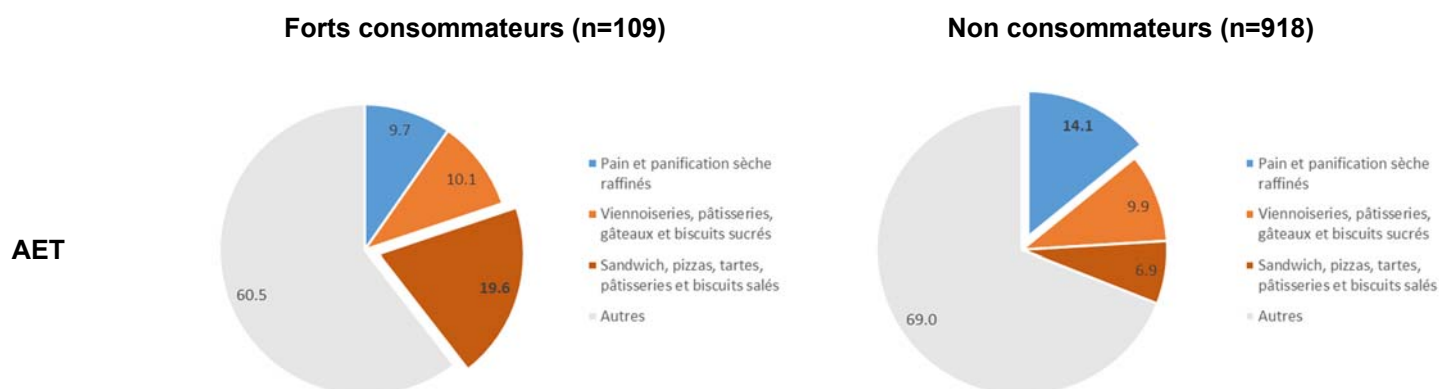 Forts consommateurs (n=109)
Non consommateurs (n=918)
AET
9.7
10.1
19.6
60.5
Pain et panification sèche
raffinés
Viennoiseries, pâtisseries,
gâteaux et biscuits sucrés
Sandwich, pizzas, tartes,
pâtisseries et biscuits salés
Autres
14.1
9.9
6.9
69.0
Pain et panification sèche
raffinés
Viennoiseries, pâtisseries,
gâteaux et biscuits sucrés
Sandwich, pizzas, tartes,
pâtisseries et biscuits salés
Autres